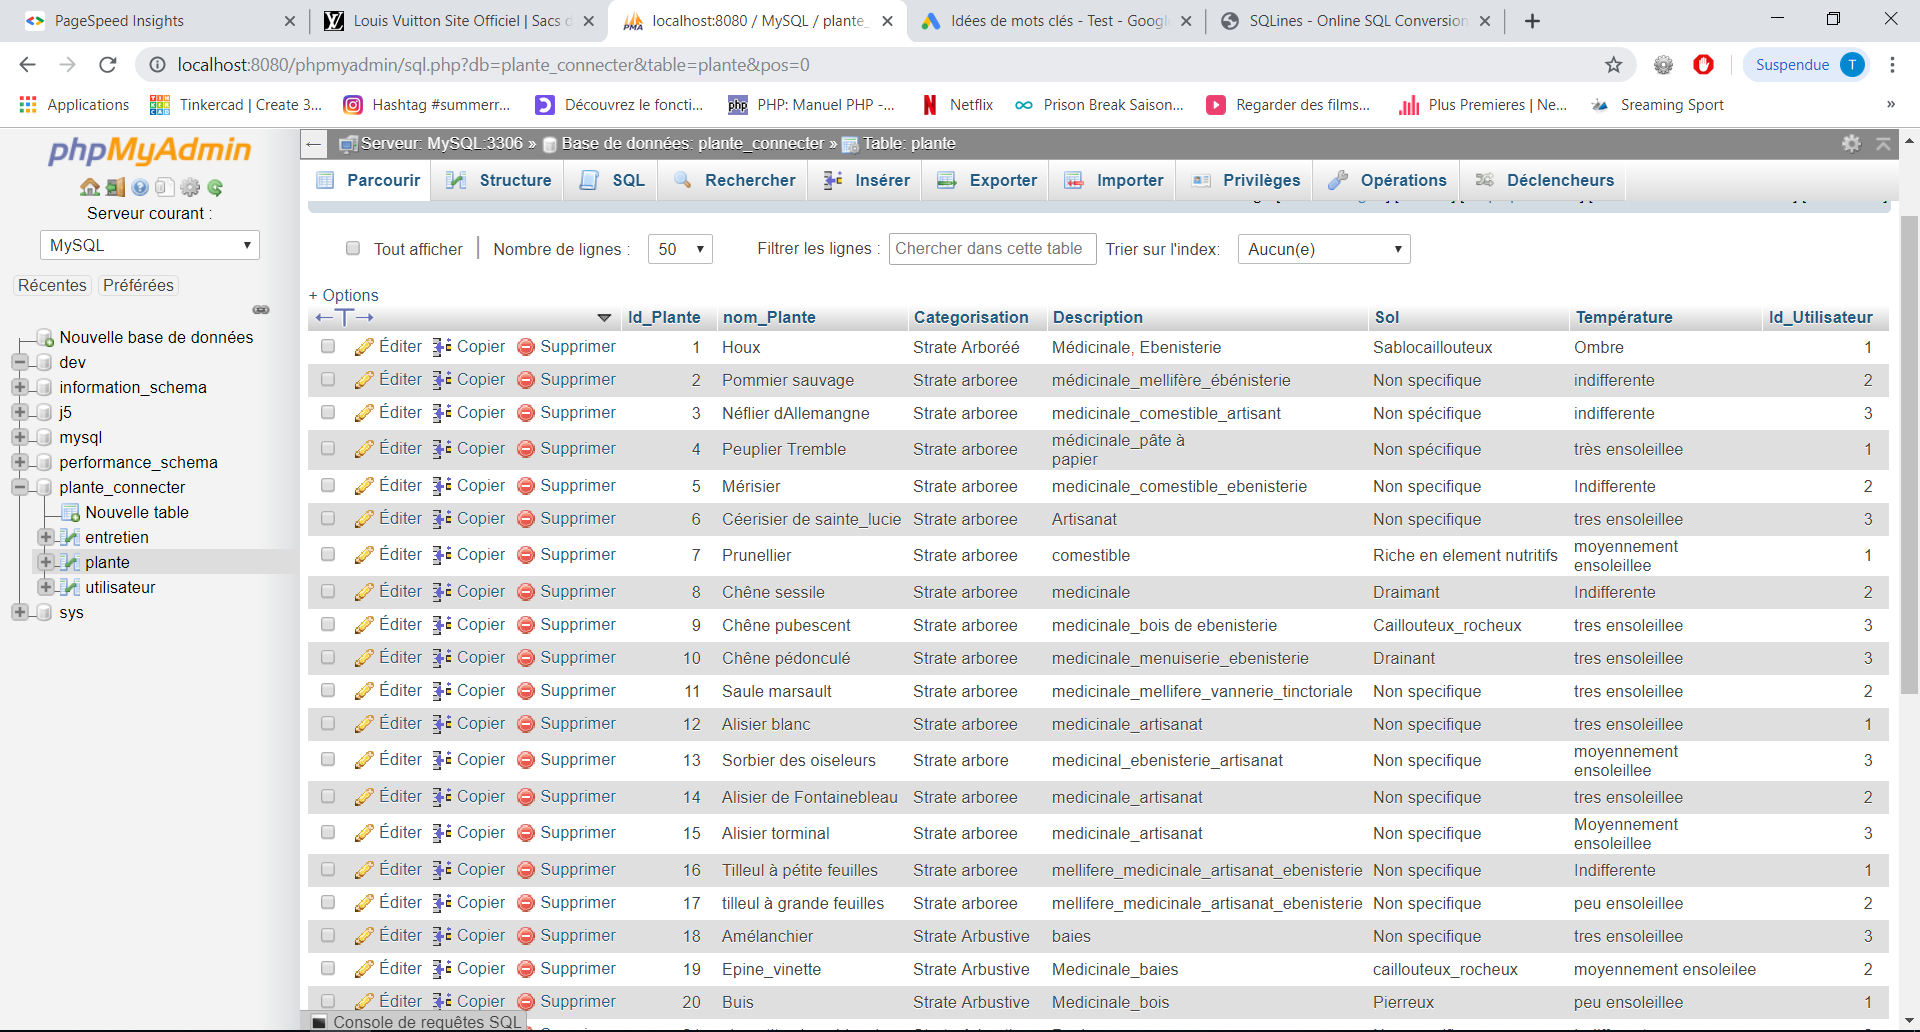 PageSpeed Insights
Louis Vuitton Site Officiel | Sacs d
localhost:8080 / MySQL / plante_
Idées de mots clés - Test - Googl
SQLines - Online SQL Conversion
localhost:8080/phpmyadmin/sql.php?db=plante_connecter&table=plante&pos=0
Suspendue T
Applications Tinkercad | Create 3... Hashtag #summerr... Découvrez le foncti... PHP: Manuel PHP -... Netflix Prison Break Saison... Regarder des films... Plus Premieres | Ne... Sreaming Sport »
phpMyAdmin
Serveur courant :
MySQL
Récentes Préférées
Nouvelle base de données
dev
information_schema
j5
mysql
performance_schema
plante_connecter
Nouvelle table
entretien
plante
utilisateur
sys
Serveur: MySQL:3306 » Base de données: plante_connecter » Table: plante
Parcourir Structure SQL Rechercher Insérer Exporter Importer Privilèges Opérations Déclencheurs
Tout afficher | Nombre de lignes : 50 Filtrer les lignes : Chercher dans cette table Trier sur l'index: Aucun(e)
+ Options
Id_Plante nom_Plante Categorisation Description Sol Température Id_Utilisateur
Éditer Copier Supprimer 1 Houx Strate Arboréé Médicinale, Ebenisterie Sablocaillouteux Ombre 1
Éditer Copier Supprimer 2 Pommier sauvage Strate arboree médicinale_mellifère_ébénisterie Non specifique indifferente 2
Éditer Copier Supprimer 3 Néflier dAllemangne Strate arboree medicinale_comestible_artisant Non spécifique indifferente 3
Éditer Copier Supprimer 4 Peuplier Tremble Strate arboree médicinale_pâte à papier Non spécifique très ensoleillee 1
Éditer Copier Supprimer 5 Mérisier Strate arboree medicinale_comestible_ebenisterie Non specifique Indifferente 2
Éditer Copier Supprimer 6 Céerisier de sainte_lucie Strate arboree Artisanat Non specifique tres ensoleillee 3
Éditer Copier Supprimer 7 Prunellier Strate arboree comestible Riche en element nutritifs moyennement ensoleillee 1
Éditer Copier Supprimer 8 Chêne sessile Strate arboree medicinale Draimant Indifferente 2
Éditer Copier Supprimer 9 Chêne pubescent Strate arboree medicinale_bois de ebenisterie Caillouteux_rocheux tres ensoleillee 3
Éditer Copier Supprimer 10 Chêne pédonculé Strate arboree medicinale_menuiserie_ebenisterie Drainant tres ensoleillee 3
Éditer Copier Supprimer 11 Saule marsault Strate arboree medicinale_mellifere_vannerie_tinctoriale Non specifique tres ensoleillee 2
Éditer Copier Supprimer 12 Alisier blanc Strate arboree medicinale_artisanat Non specifique tres ensoleillee 1
Éditer Copier Supprimer 13 Sorbier des oiseleurs Strate arbore medicinal_ebenisterie_artisanat Non specifique moyennement ensoleillee 3
Éditer Copier Supprimer 14 Alisier de Fontainebleau Strate arboree medicinale_artisanat Non specifique tres ensoleillee 2
Éditer Copier Supprimer 15 Alisier torminal Strate arboree medicinale_artisanat Non specifique Moyennement ensoleillee 3
Éditer Copier Supprimer 16 Tilleul à pétite feuilles Strate arboree mellifere_medicinale_artisanat_ebenisterie Non specifique Indifferente 1
Éditer Copier Supprimer 17 tilleul à grande feuilles Strate arboree mellifere_medicinale_artisanat_ebenisterie Non specifique peu ensoleillee 2
Éditer Copier Supprimer 18 Amélanchier Strate Arbustive baies Non specifique tres ensoleillee 3
Éditer Copier Supprimer 19 Epine_vinette Strate Arbustive Medicinale_baies caillouteux_rocheux moyennement ensoleilee 2
Éditer Copier Supprimer 20 Buis Strate Arbustive Medicinale_bois Pierreux peu ensoleillee 1
Console de requêtes SQL